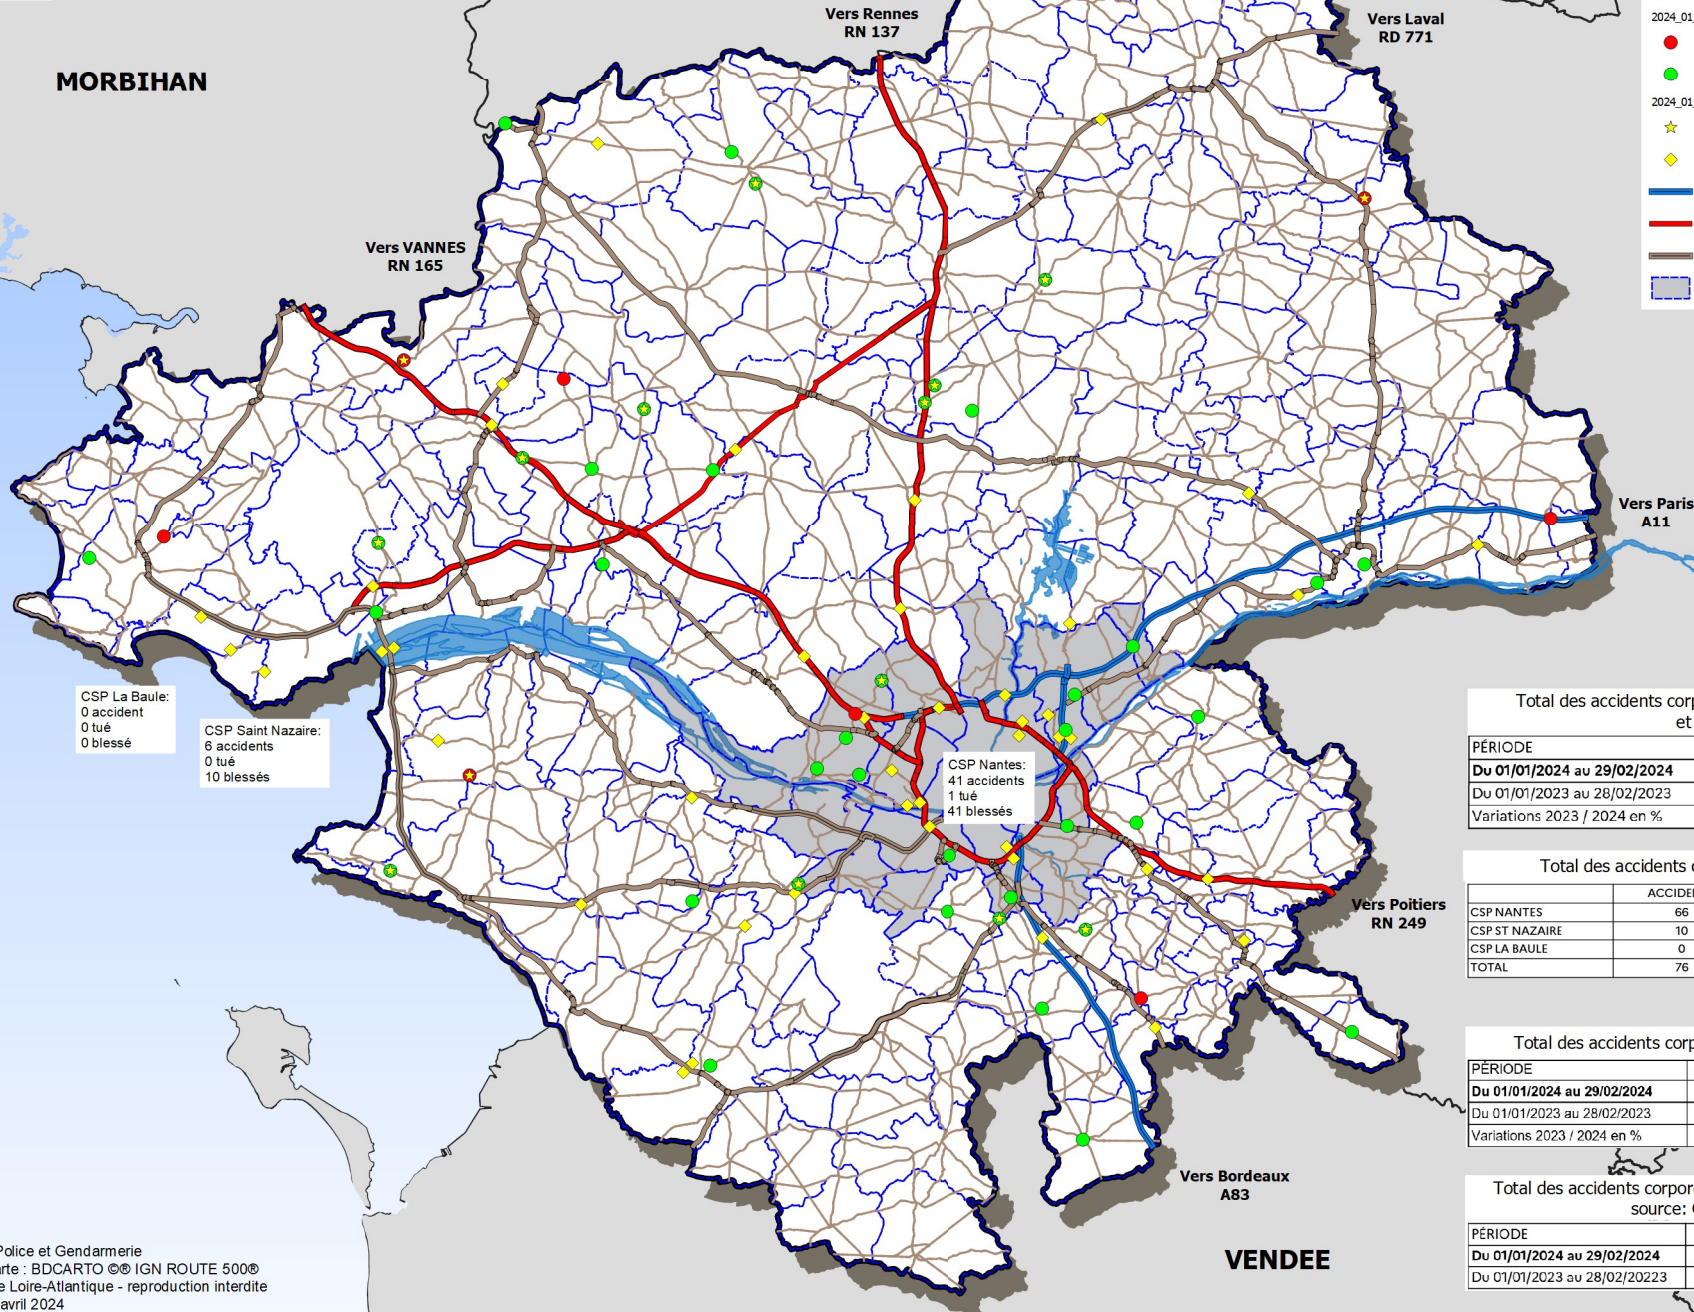 Vers Rennes
RN 137
Vers Laval
RD 771
2024_01
2024_01
MORBIHAN
Vers VANNES
RN 165
Vers Paris
A11
CSP La Baule:
0 accident
0 tué
0 blessé
CSP Saint Nazaire:
6 accidents
0 tué
10 blessés
CSP Nantes:
41 accidents
1 tué
41 blessés
Total des accidents corp
et
PÉRIODE
Du 01/01/2024 au 29/02/2024
Du 01/01/2023 au 28/02/2023
Variations 2023 / 2024 en %
Total des accidents c
ACCIDE
CSP NANTES 66
CSP ST NAZAIRE 10
CSP LA BAULE 0
TOTAL 76
Vers Poitiers
RN 249
Total des accidents corp
PÉRIODE
Du 01/01/2024 au 29/02/2024
Du 01/01/2023 au 28/02/2023
Variations 2023 / 2024 en %
Vers Bordeaux
A83
Total des accidents corpor
source:
PÉRIODE
Du 01/01/2024 au 29/02/2024
Du 01/01/2023 au 28/02/20223
VENDEE
Police et Gendarmerie
rte : BDCARTO ©® IGN ROUTE 500®
e Loire-Atlantique - reproduction interdite
avril 2024